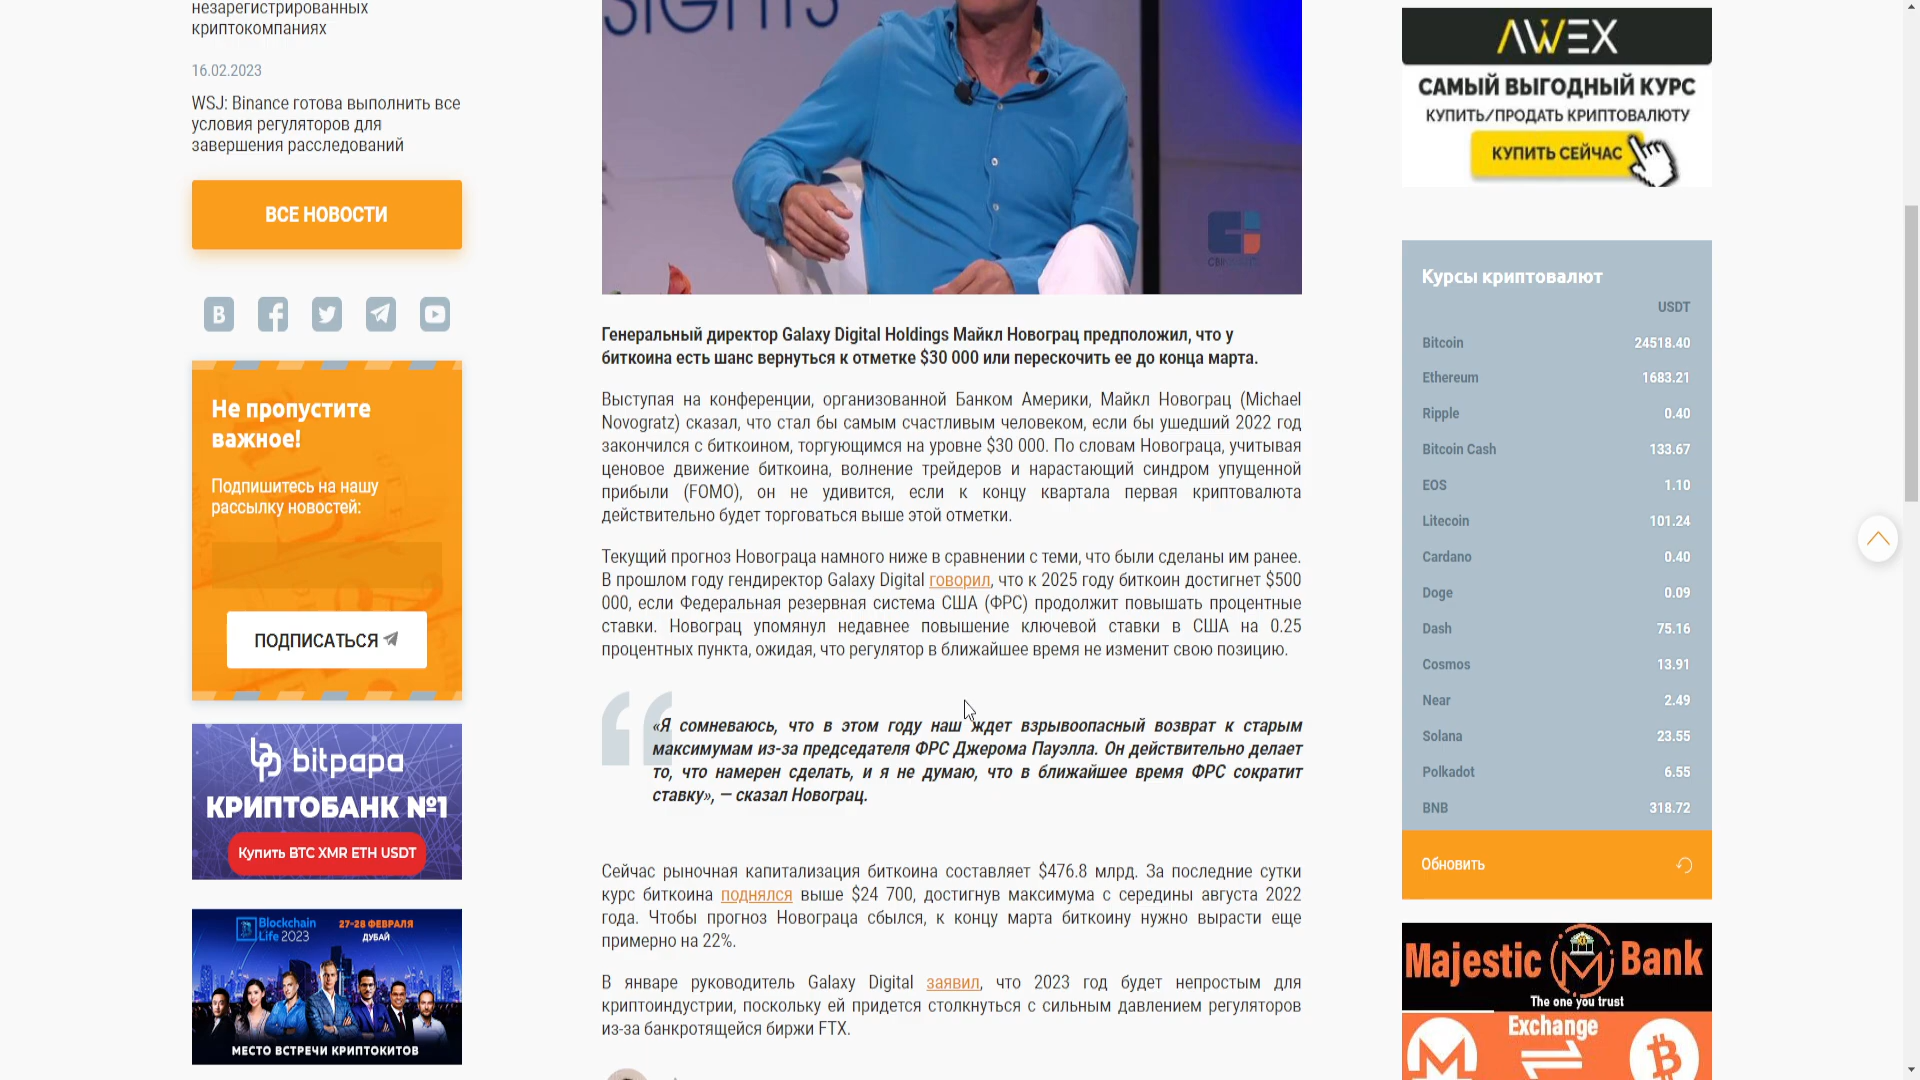 незарегистрированных
криптокомпаниях
16.02.2023
WSJ: Binance готова выполнить все
условия регуляторов для
завершения расследований
ВСЕ НОВОСТИ
Не пропустите
важное!
Подпишитесь на нашу
рассылку новостей:
ПОДПИСАТЬСЯ
bitpapa
КРИПТОБАНК №1
Купить BTC XMR ETH USDT
Blockchain
Life 2023
27-28 ФЕВРАЛЯ
ДУБАЙ
МЕСТО ВСТРЕЧИ КРИПТОКИТОВ
SIGHTS
Генеральный директор Galaxy Digital Holdings Майкл Новограц предположил, что у
биткоина есть шанс вернуться к отметке $30 000 или перескочить ее до конца марта.
Выступая на конференции, организованной Банком Америки, Майкл Новограц (Michael
Novogratz) сказал, что стал бы самым счастливым человеком, если бы ушедший 2022 год
закончился с биткоином, торгующимся на уровне $30 000. По словам Новограца, учитывая
ценовое движение биткоина, волнение трейдеров и нарастающий синдром упущенной
прибыли (FOMO), он не удивится, если к концу квартала первая криптовалюта
действительно будет торговаться выше этой отметки.
Текущий прогноз Новограца намного ниже в сравнении с теми, что были сделаны им ранее.
В прошлом году гендиректор Galaxy Digital говорил, что к 2025 году биткоин достигнет $500
000, если Федеральная резервная система США (ФРС) продолжит повышать процентные
ставки. Новограц упомянул недавнее повышение ключевой ставки в США на 0.25
процентных пункта, ожидая, что регулятор в ближайшее время не изменит свою позицию.
«Я сомневаюсь, что в этом году наш ждет взрывоопасный возврат к старым
максимумам из-за председателя ФРС Джерома Пауэлла. Он действительно делает
то, что намерен сделать, и я не думаю, что в ближайшее время ФРС сократит
ставку», — сказал Новограц.
Сейчас рыночная капитализация биткоина составляет $476.8 млрд. За последние сутки
курс биткоина поднялся выше $24 700, достигнув максимума с середины августа 2022
года. Чтобы прогноз Новограца сбылся, к концу марта биткоину нужно вырасти еще
примерно на 22%.
В январе руководитель Galaxy Digital заявил, что 2023 год будет непростым для
криптоиндустрии, поскольку ей придется столкнуться с сильным давлением регуляторов
из-за банкротящейся биржи FTX.
AWEX
САМЫЙ ВЫГОДНЫЙ КУРС
КУПИТЬ/ПРОДАТЬ КРИПТОВАЛЮТУ
КУПИТЬ СЕЙЧАС
Курсы криптовалют
USDT
Bitcoin 24518.40
Ethereum 1683.21
Ripple 0.40
Bitcoin Cash 133.67
EOS 1.10
Litecoin 101.24
Cardano 0.40
Doge 0.09
Dash 75.16
Cosmos 13.91
Near 2.49
Solana 23.55
Polkadot 6.55
BNB 318.72
Обновить
Majestic Bank
The one you trust
Exchange